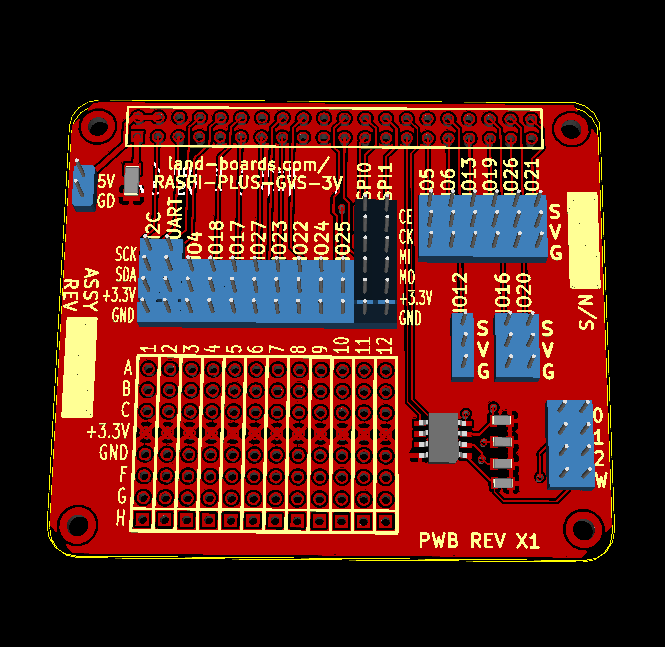 land-boards.com/
RASPI-PLUS-GVS-3V
5V
GD
I2C
UART
IO4
IO18
IO17
IO27
IO23
IO22
IO24
IO25
SPI0
SPI1
IO5
IO6
IO13
IO19
IO26
IO21
SCK
SDA
+3.3V
GND
CE
CK
MI
MO
+3.3V
GND
S
V
G
IO12
IO16
IO20
S
V
G
S
V
G
ASSY
REV
N/S
1 2 3 4 5 6 7 8 9 10 11 12
A
B
C
+3.3V
GND
F
G
H
0
1
2
W
PWB REV X1